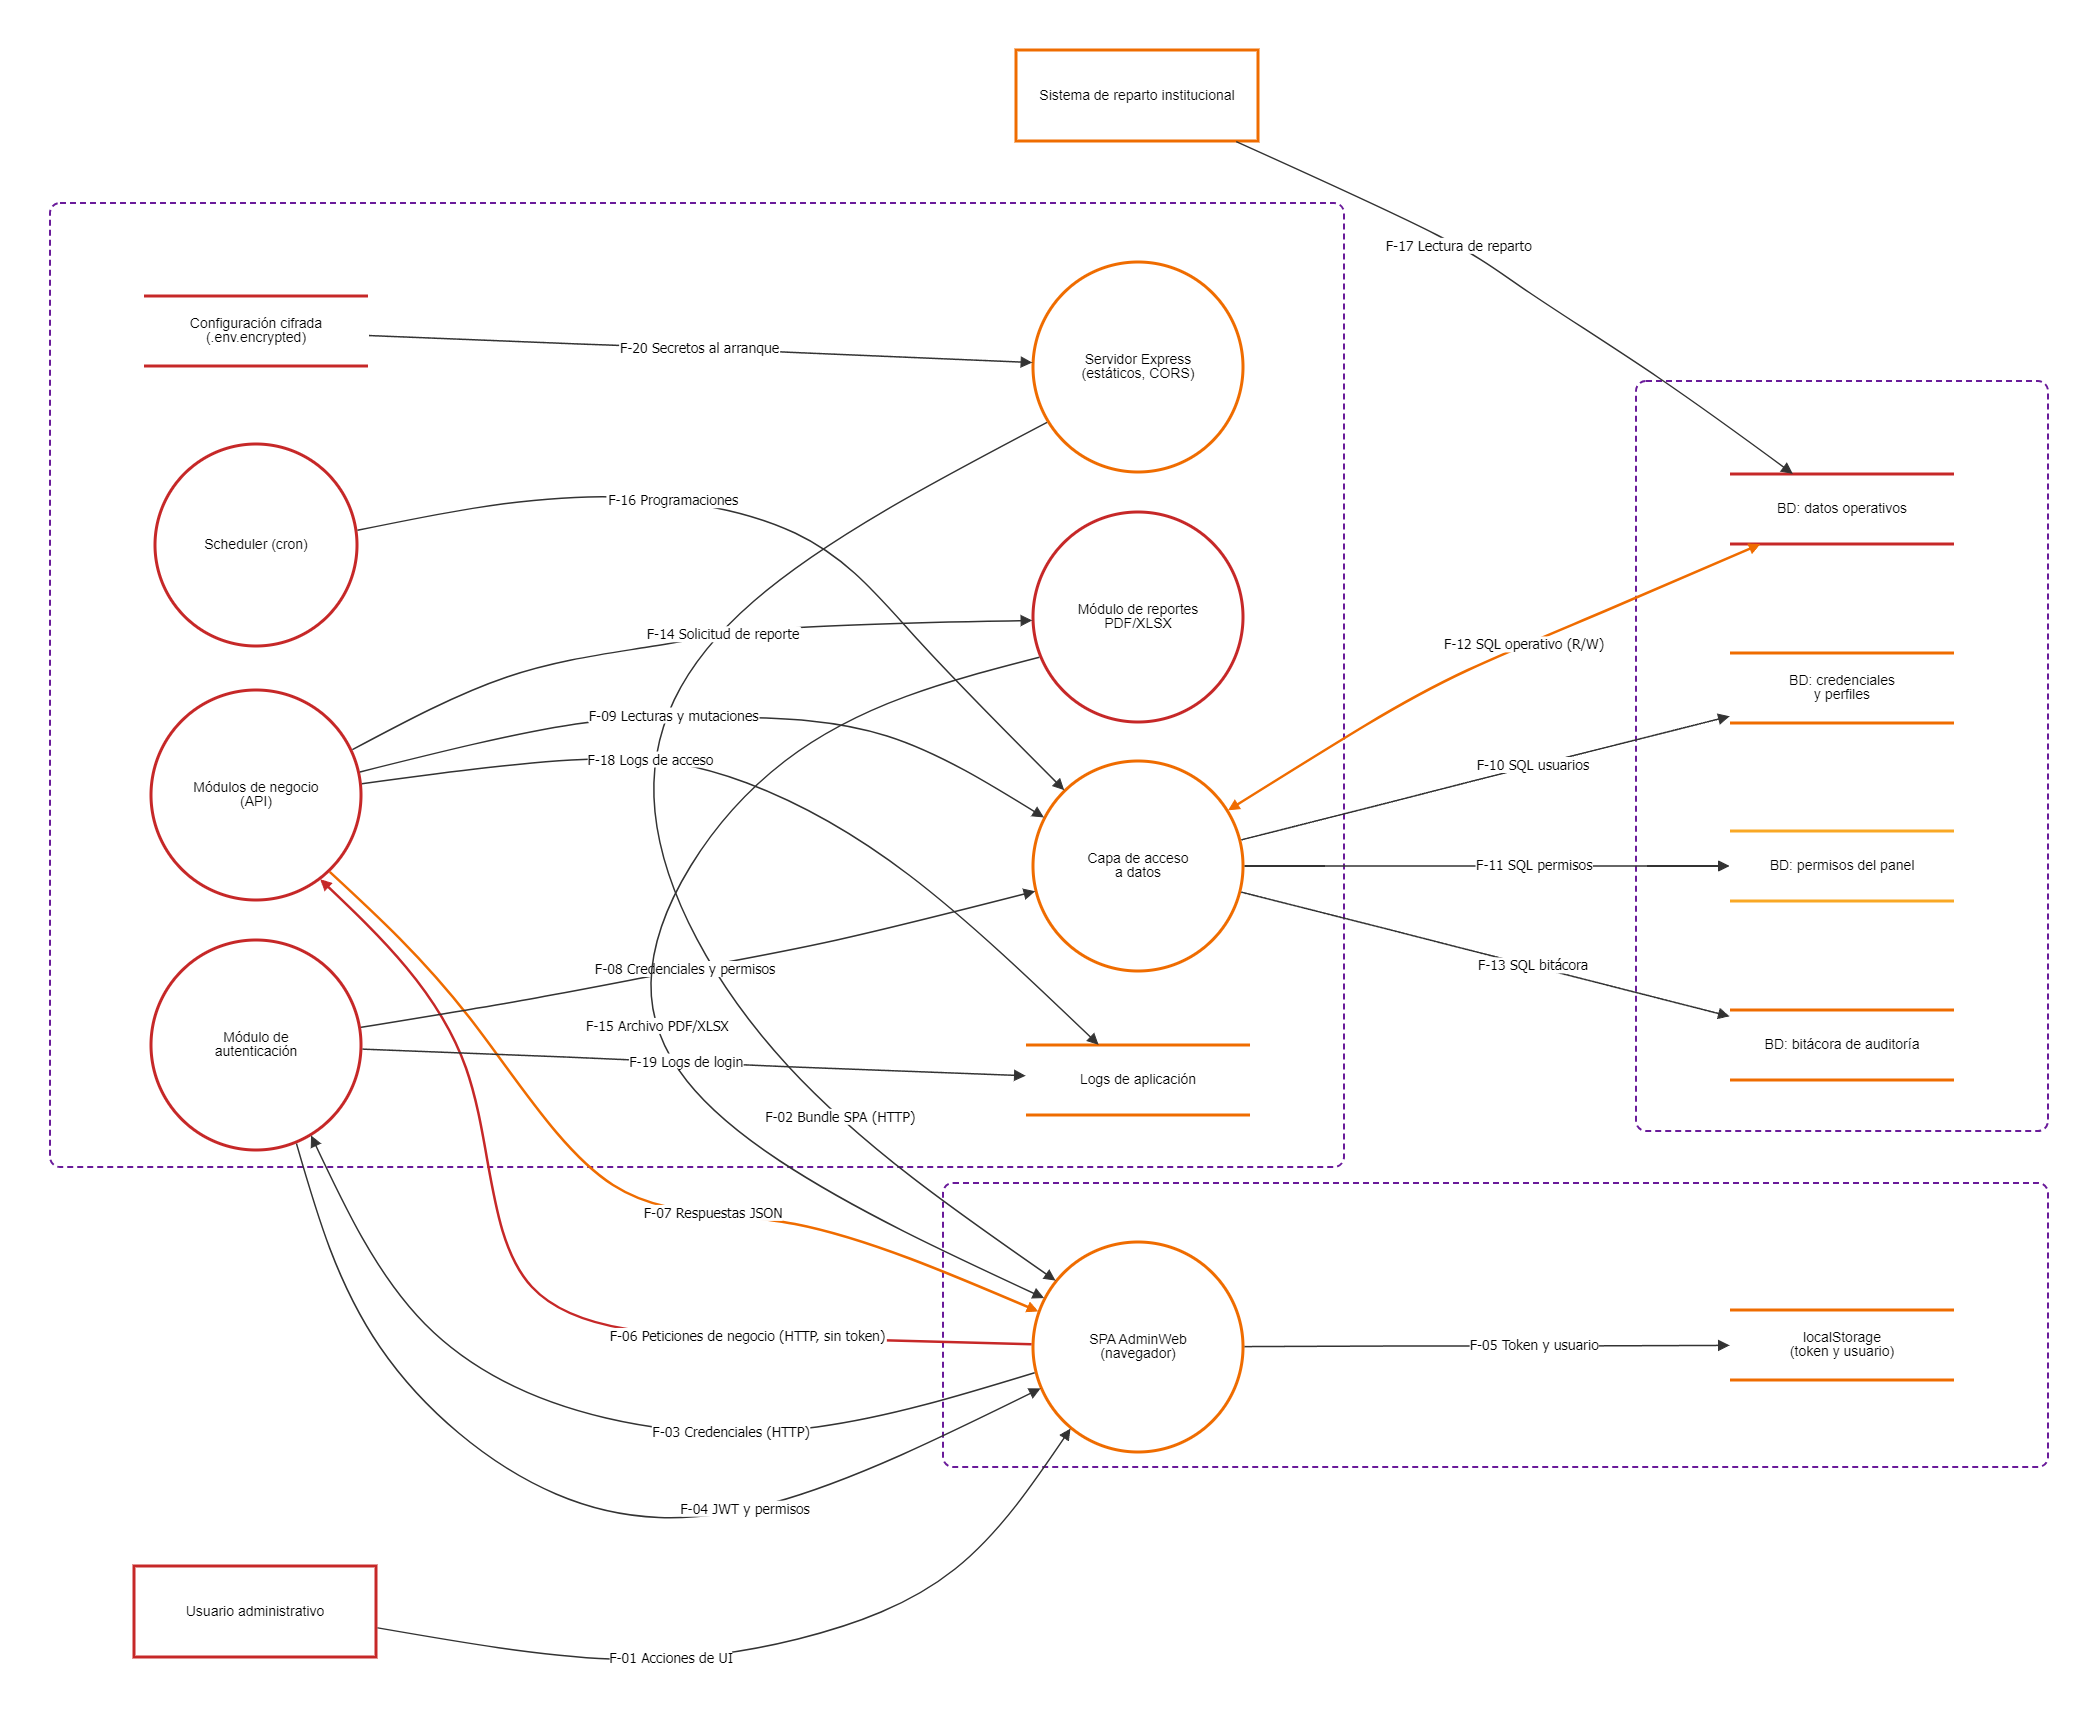 Sistema de reparto institucional
F-17 Lectura de reparto
Configuración cifrada
(.env.encrypted)
F-20 Secretos al arranque
Servidor Express
(estáticos, CORS)
Scheduler (cron)
F-16 Programaciones
BD: datos operativos
Módulo de reportes
PDF/XLSX
F-14 Solicitud de reporte
F-12 SQL operativo (R/W)
BD: credenciales
y perfiles
F-09 Lecturas y mutaciones
F-18 Logs de acceso
F-10 SQL usuarios
Módulos de negocio
(API)
Capa de acceso
a datos
F-11 SQL permisos
BD: permisos del panel
F-08 Credenciales y permisos
F-13 SQL bitácora
F-15 Archivo PDF/XLSX
Módulo de
autenticación
F-19 Logs de login
Logs de aplicación
BD: bitácora de auditoría
F-02 Bundle SPA (HTTP)
F-07 Respuestas JSON
F-06 Peticiones de negocio (HTTP, sin token)
SPA AdminWeb
(navegador)
F-05 Token y usuario
localStorage
(token y usuario)
F-03 Credenciales (HTTP)
F-04 JWT y permisos
Usuario administrativo
F-01 Acciones de UI